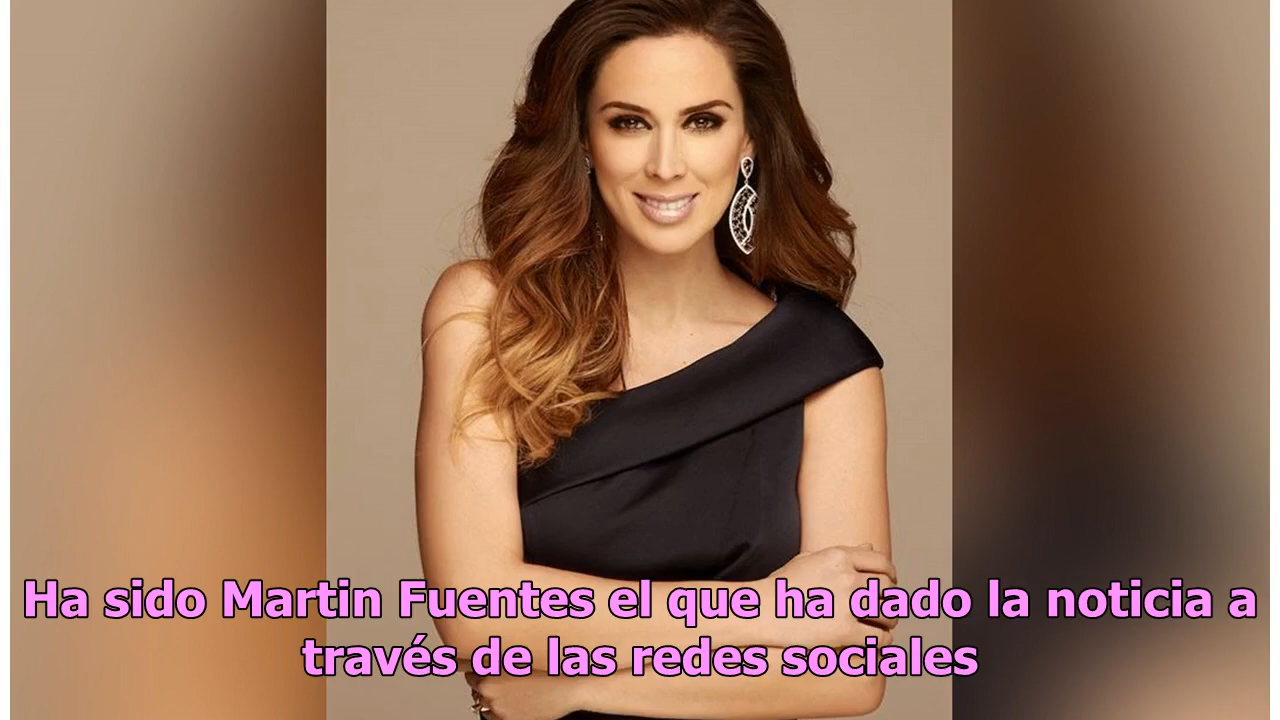 Ha sido Martin Fuentes el que ha dado la noticia a
través de las redes sociales